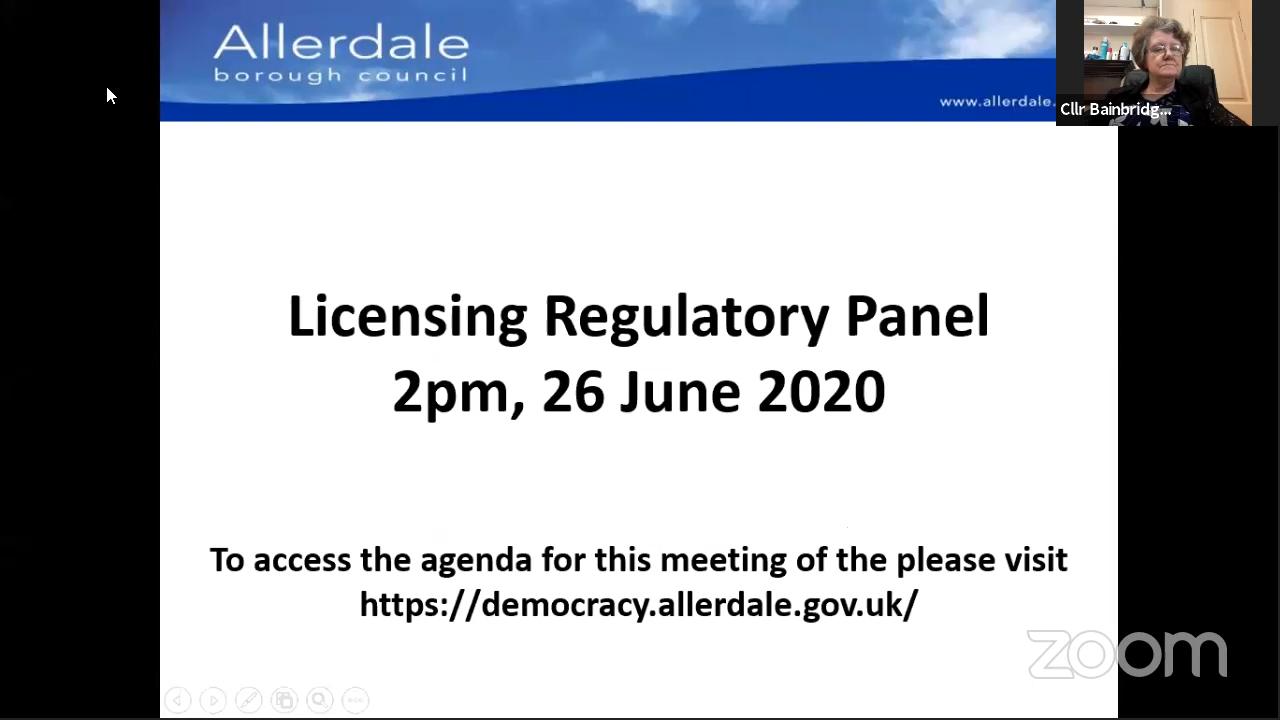 Allerdale
borough council
www.allerdale.
Cllr Bainbridg...
Licensing Regulatory Panel
2pm, 26 June 2020
To access the agenda for this meeting of the please visit
https://democracy.allerdale.gov.uk/
zoom